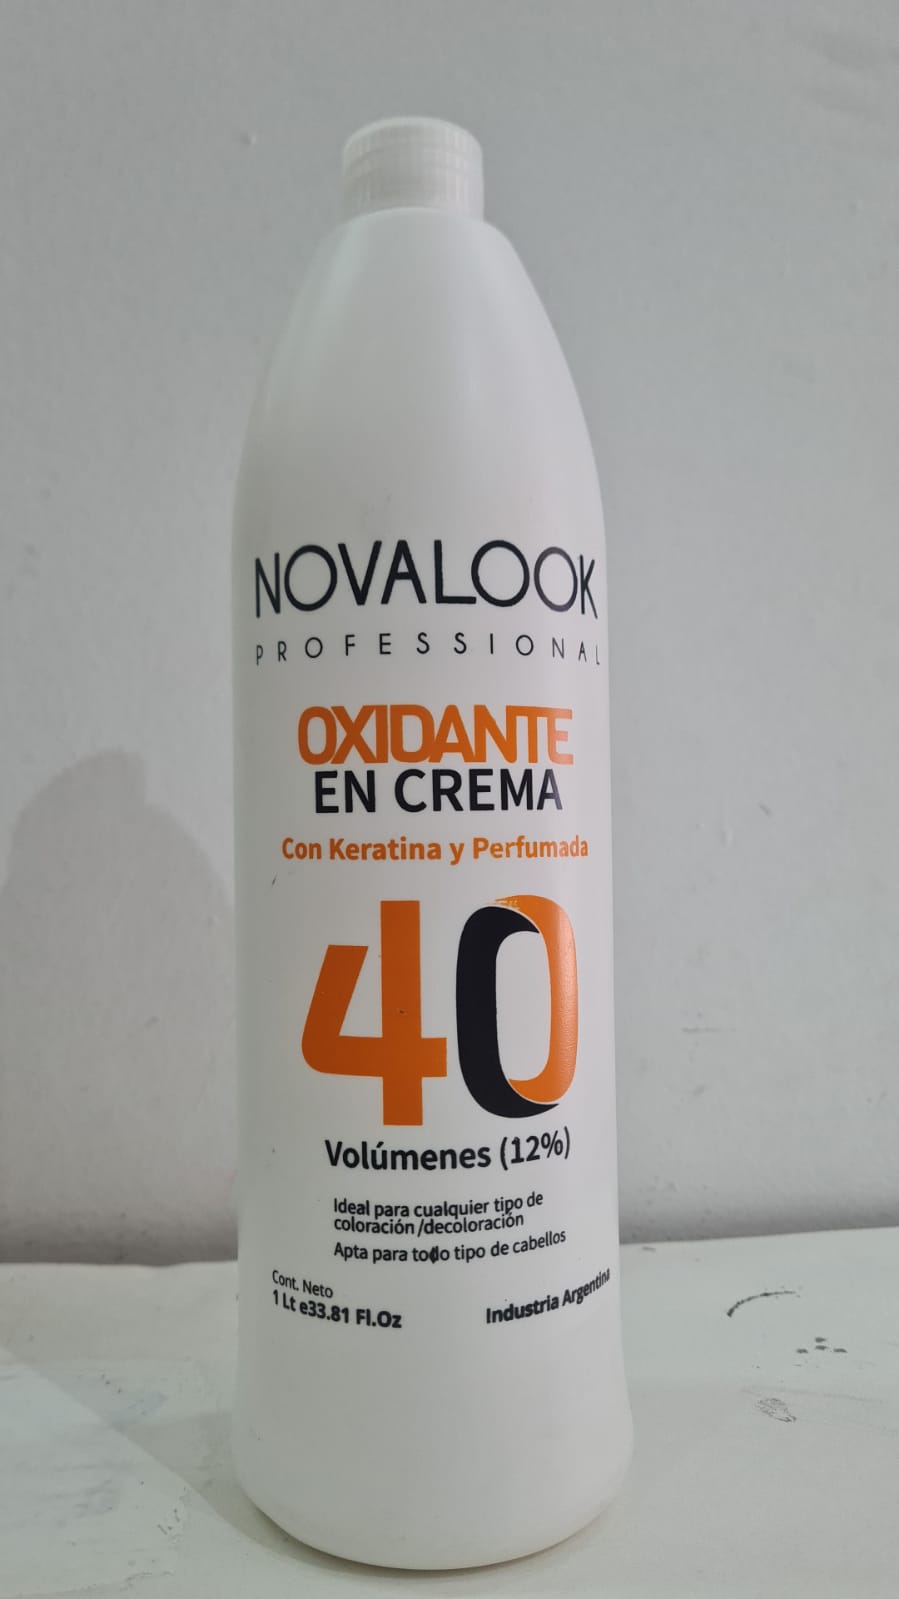 NOVALOOK
PROFESSIONAL
OXIDANTE
EN CREMA
Con Keratina y Perfumada
40
Volúmenes (12%)
Ideal para cualquier tipo de
coloración/decoloración
Apta para todo tipo de cabellos
Cont. Neto
1 Lt e33.81 Fl.Oz
Industria Argentina